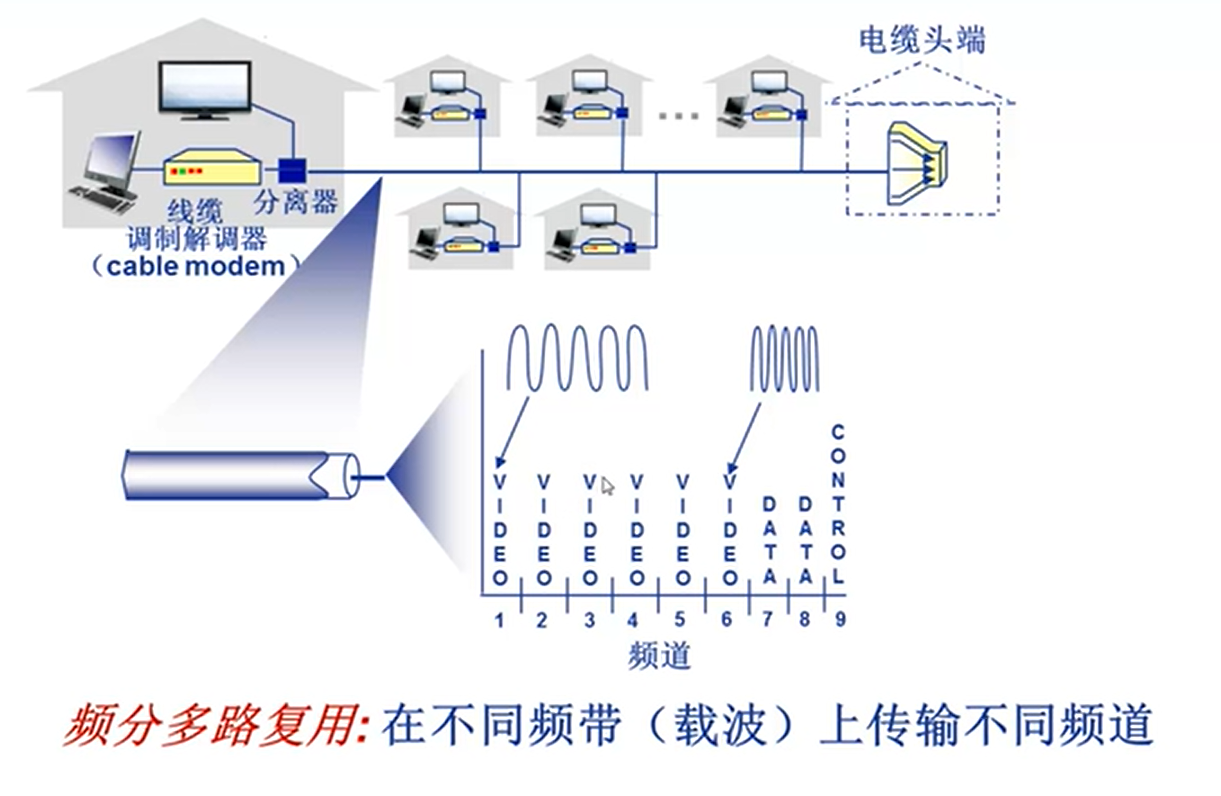 电缆头端
分离器
线缆
调制解调器
（cable modem）
...
VIDEO VIDEO VIDEO VIDEO VIDEO VIDEO DATA DATA CONTROL
1 2 3 4 5 6 7 8 9
频道
频分多路复用: 在不同频带（载波）上传输不同频道